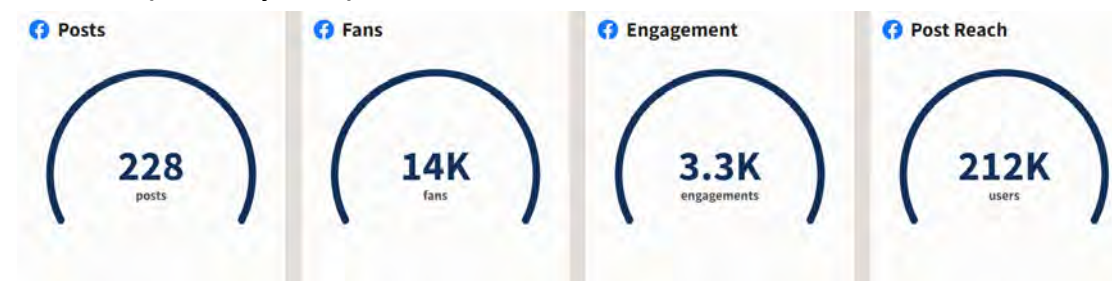 Posts
228
posts
Fans
14K
fans
Engagement
3.3K
engagements
Post Reach
212K
users